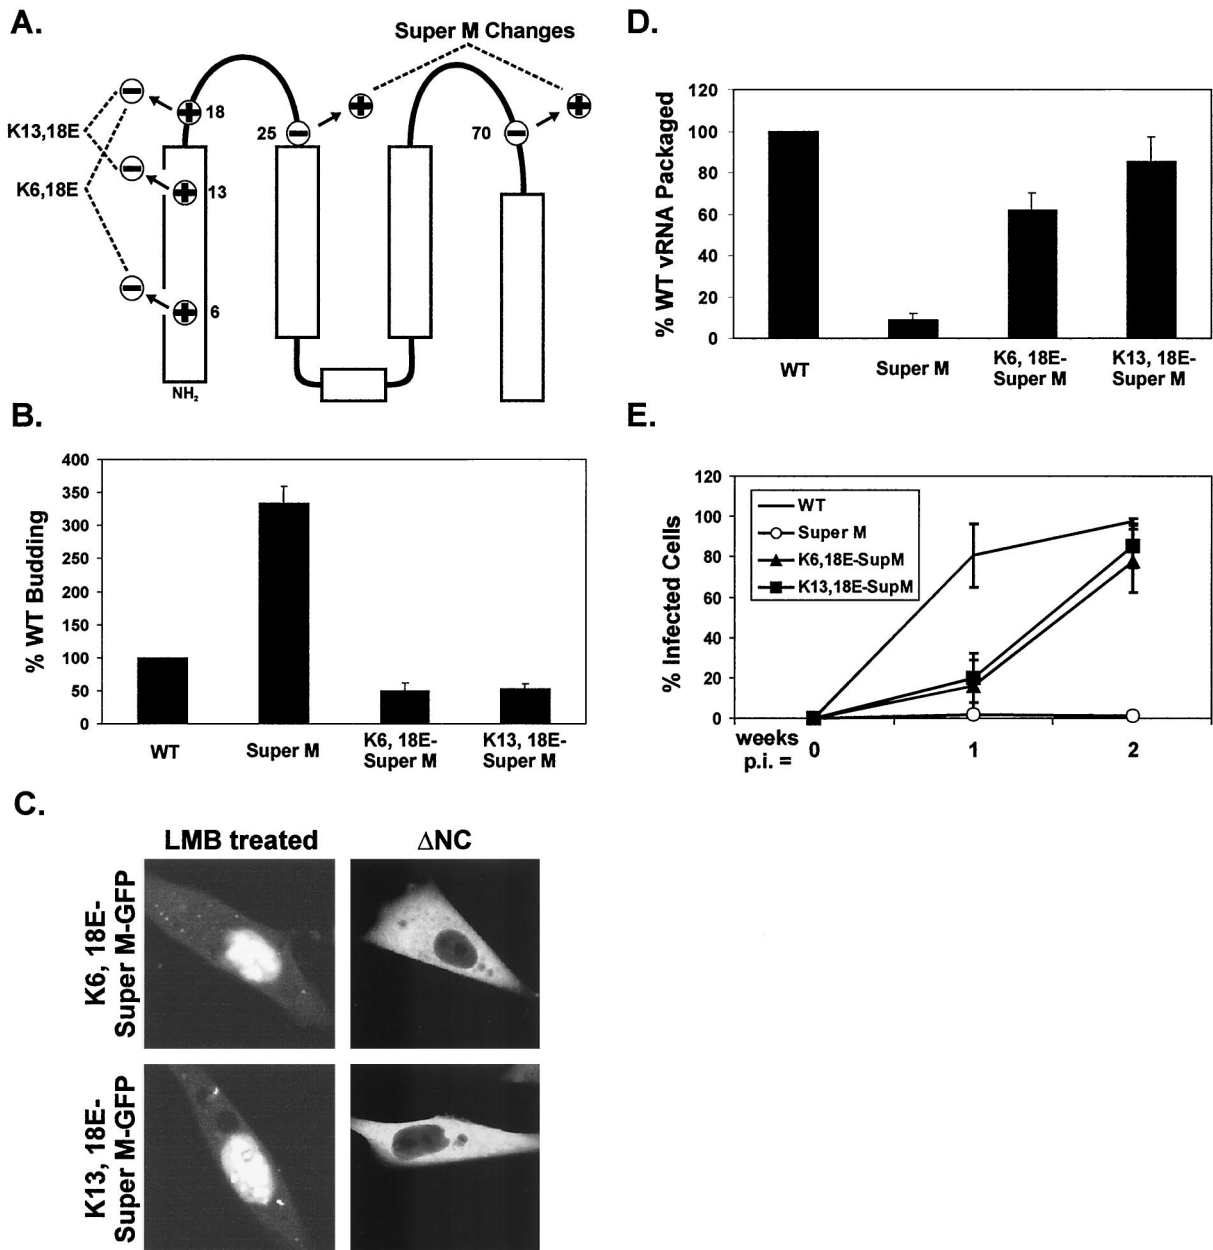 A.
Super M Changes
K13,18E
K6,18E
18
13
6
25
70
NH₂
B.
% WT Budding
400
350
300
250
200
150
100
50
0
WT
Super M
K6, 18E-
Super M
K13, 18E-
Super M
C.
LMB treated
ΔNC
K6, 18E-
Super M-GFP
K13, 18E-
Super M-GFP
D.
% WT vRNA Packaged
120
100
80
60
40
20
0
WT
Super M
K6, 18E-
Super M
K13, 18E-
Super M
E.
% Infected Cells
120
100
80
60
40
20
0
WT
Super M
K6,18E-SupM
K13,18E-SupM
weeks
p.i. =
0
1
2